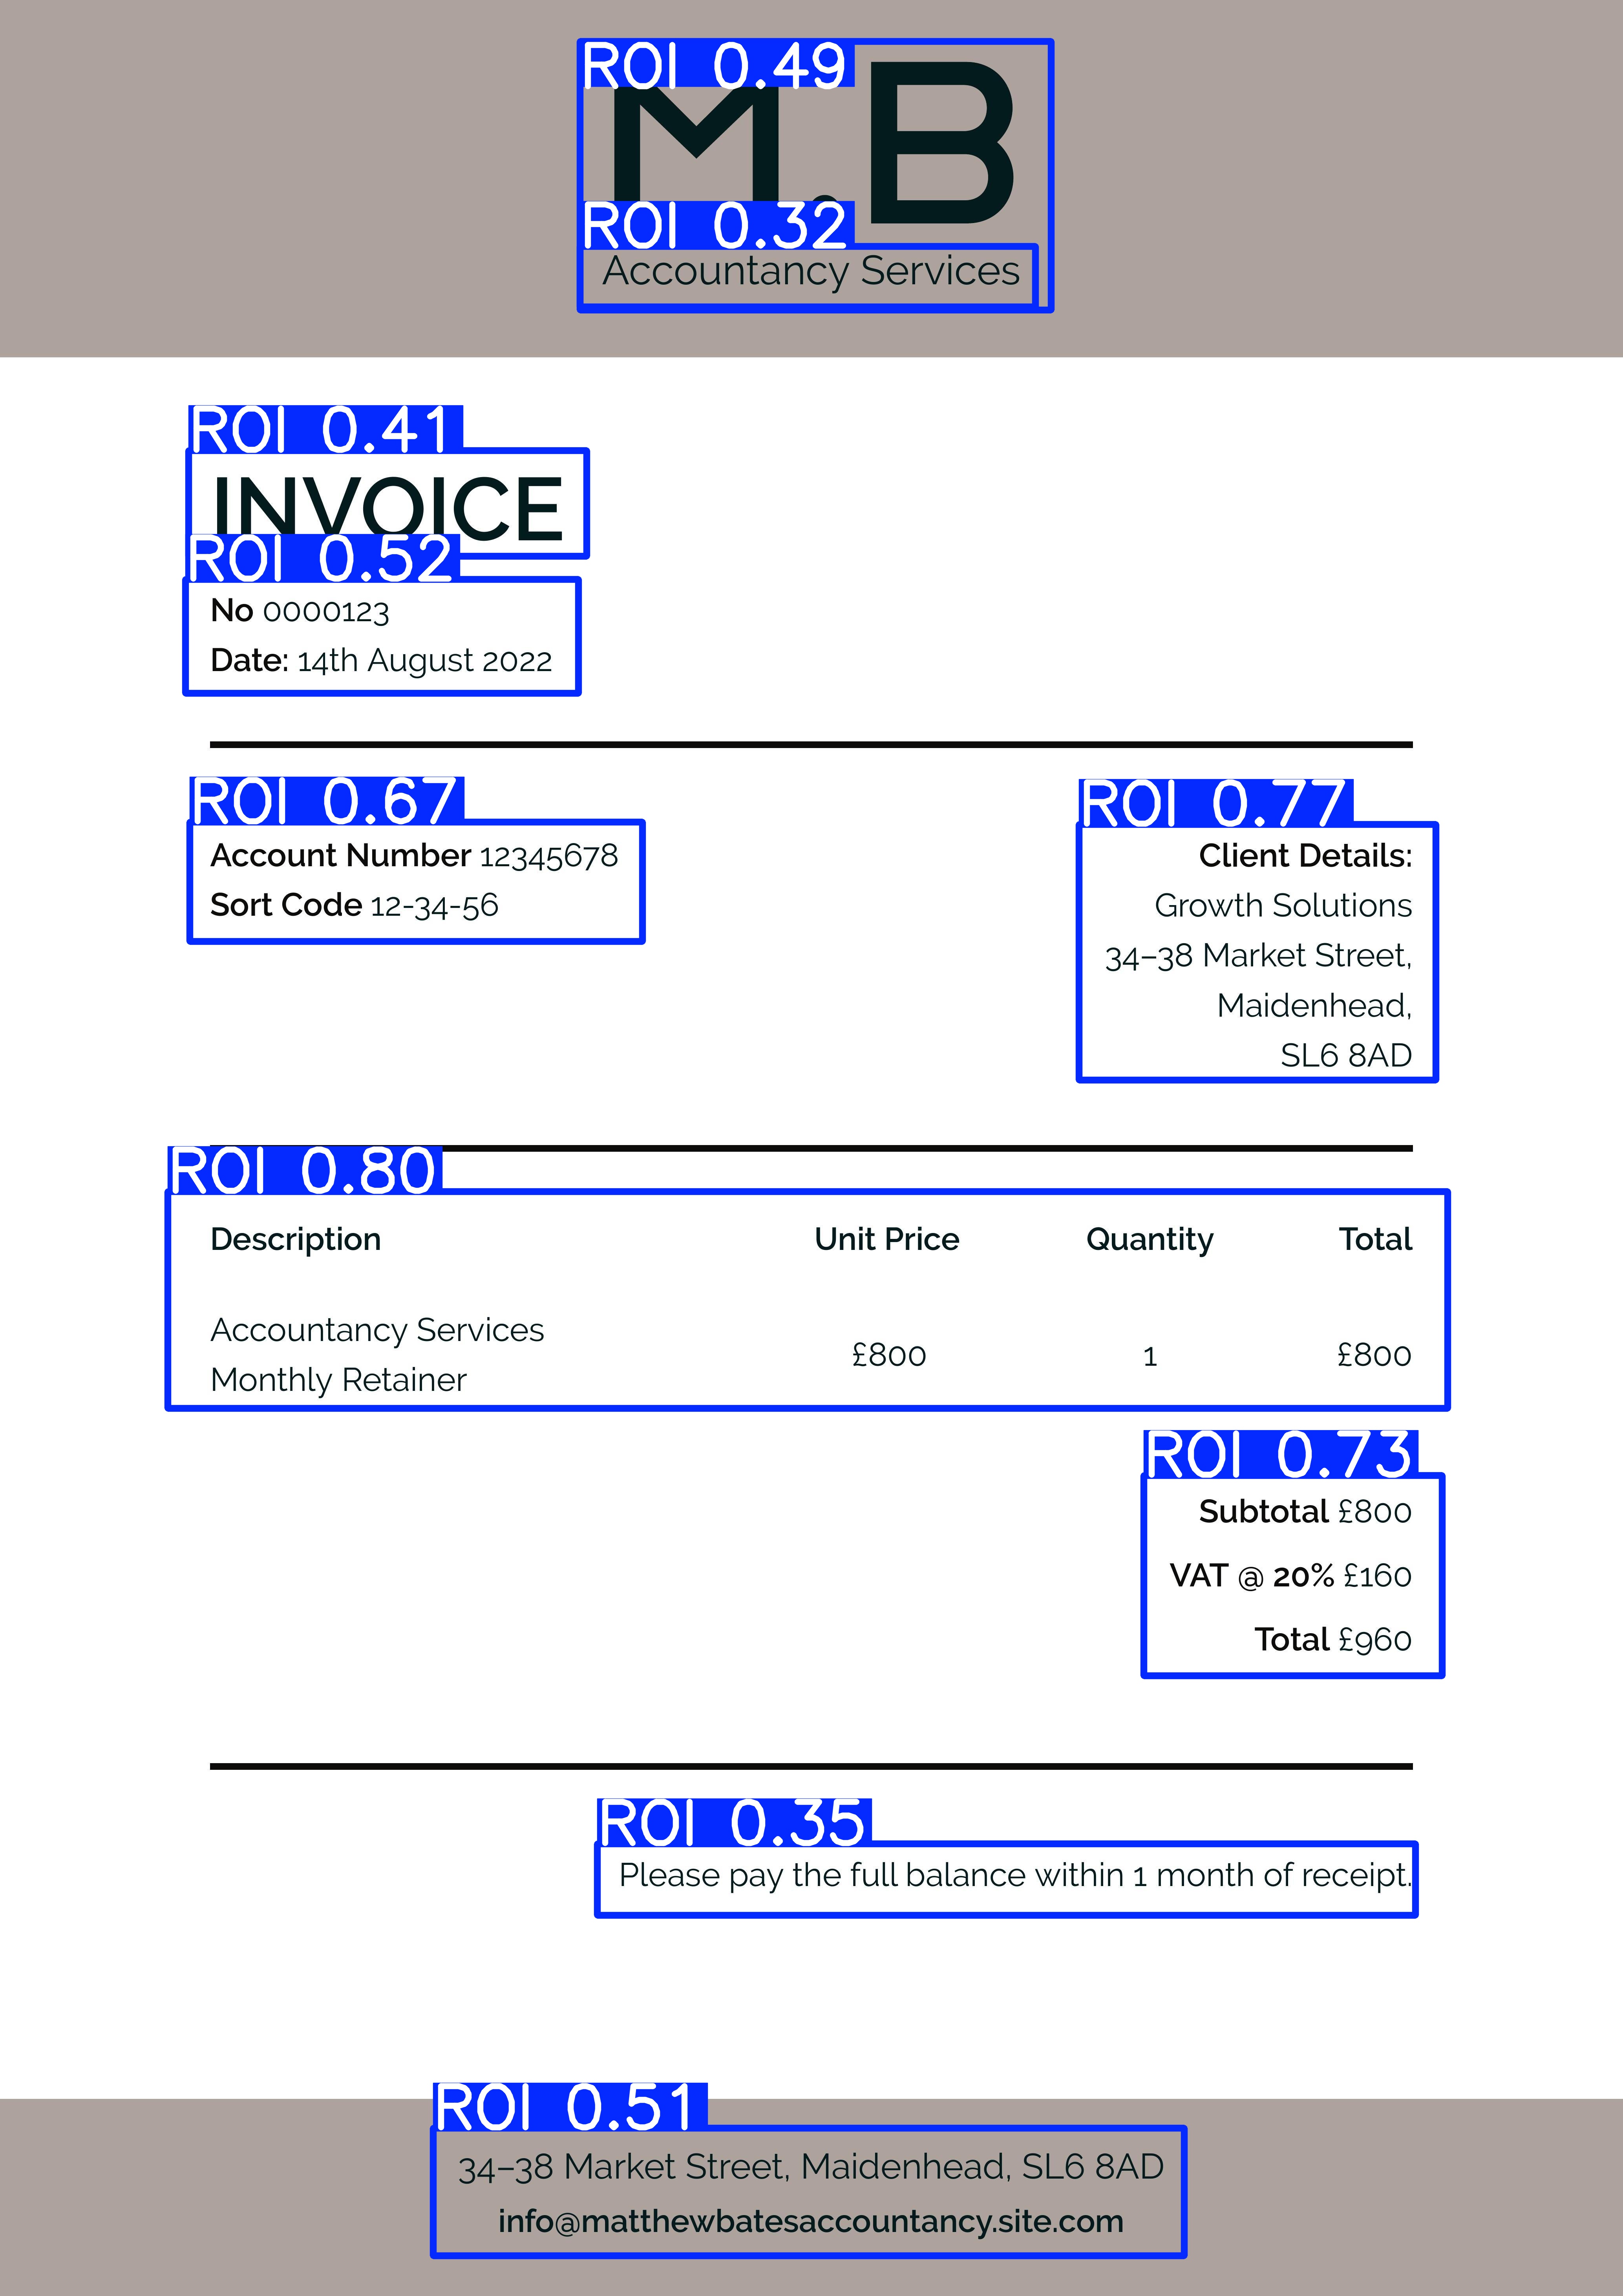 ROI 0.49
M.B
ROI 0.32
Accountancy Services
ROI 0.41
INVOICE
ROI 0.52
No 0000123
Date: 14th August 2022
ROI 0.67
Account Number 12345678
Sort Code 12-34-56
ROI 0.77
Client Details:
Growth Solutions
34–38 Market Street,
Maidenhead,
SL6 8AD
ROI 0.80
Description Unit Price Quantity Total
Accountancy Services
Monthly Retainer £800 1 £800
ROI 0.73
Subtotal £800
VAT @ 20% £160
Total £960
ROI 0.35
Please pay the full balance within 1 month of receipt.
ROI 0.51
34–38 Market Street, Maidenhead, SL6 8AD
info@matthewbatesaccountancy.site.com